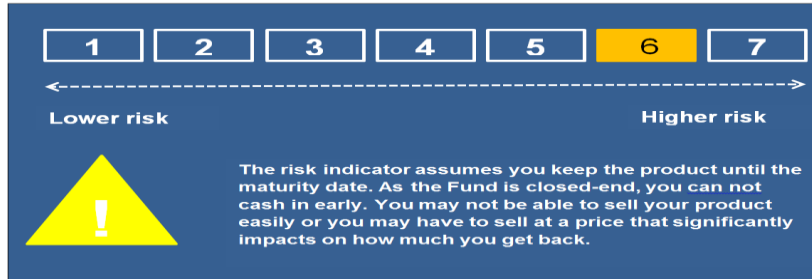 1 2 3 4 5 6 7
Lower risk Higher risk
!
The risk indicator assumes you keep the product until the
maturity date. As the Fund is closed-end, you can not
cash in early. You may not be able to sell your product
easily or you may have to sell at a price that significantly
impacts on how much you get back.